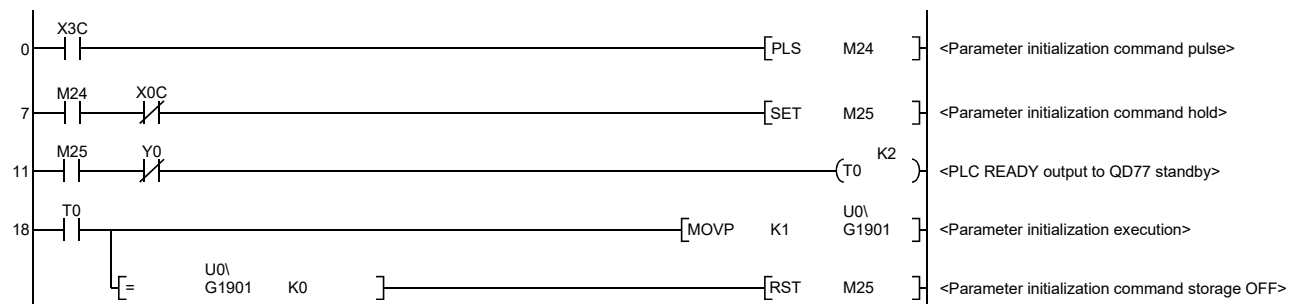 X3C
0 PLS M24 <Parameter initialization command pulse>
M24 X0C
7 SET M25 <Parameter initialization command hold>
M25 Y0 K2
11 T0 <PLC READY output to QD77 standby>
T0 U0\
18 MOVP K1 G1901 <Parameter initialization execution>
U0\
= G1901 K0 RST M25 <Parameter initialization command storage OFF>